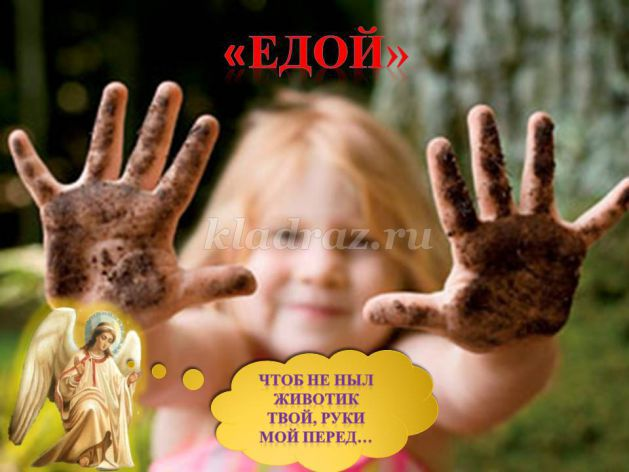 «ЕДОЙ»
kladraz.ru
ЧТОБ НЕ НЫЛ
ЖИВОТИК
ТВОЙ, РУКИ
МОЙ ПЕРЕД...